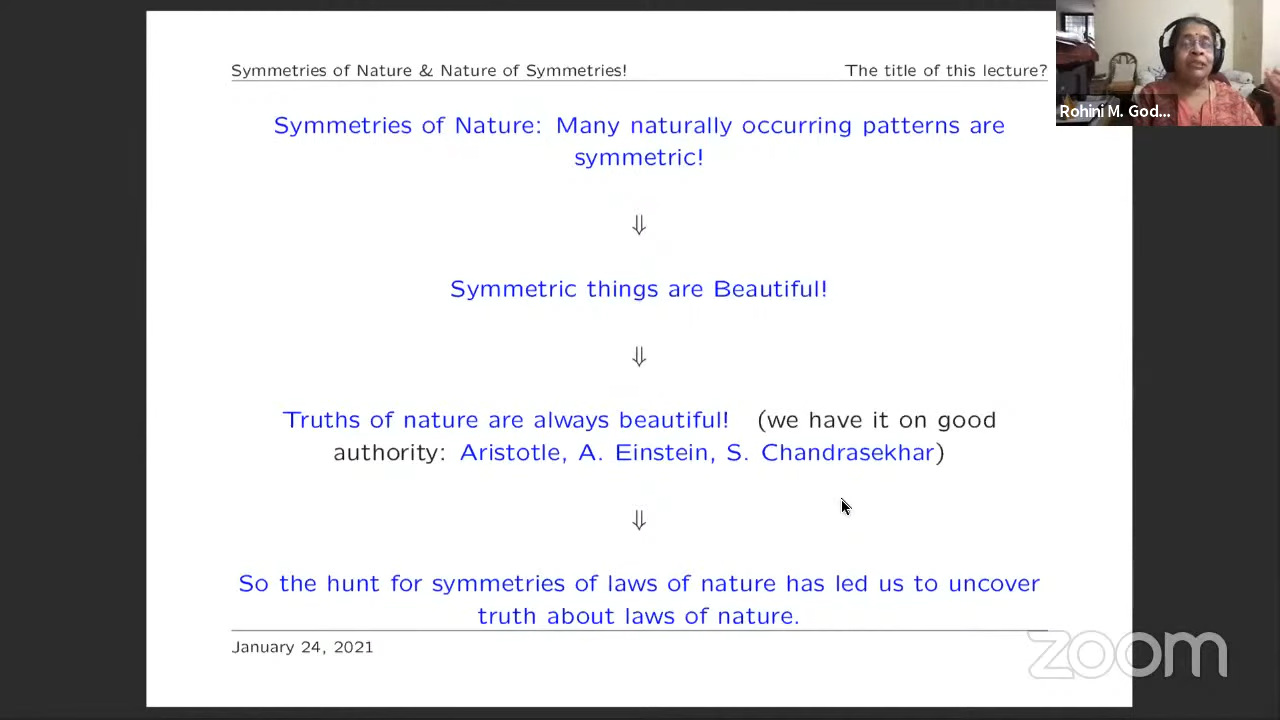 Symmetries of Nature & Nature of Symmetries! The title of this lecture?
Rohini M. God...
Symmetries of Nature: Many naturally occurring patterns are
symmetric!
⇓
Symmetric things are Beautiful!
⇓
Truths of nature are always beautiful! (we have it on good
authority: Aristotle, A. Einstein, S. Chandrasekhar)
⇓
So the hunt for symmetries of laws of nature has led us to uncover
truth about laws of nature.
January 24, 2021
zoom